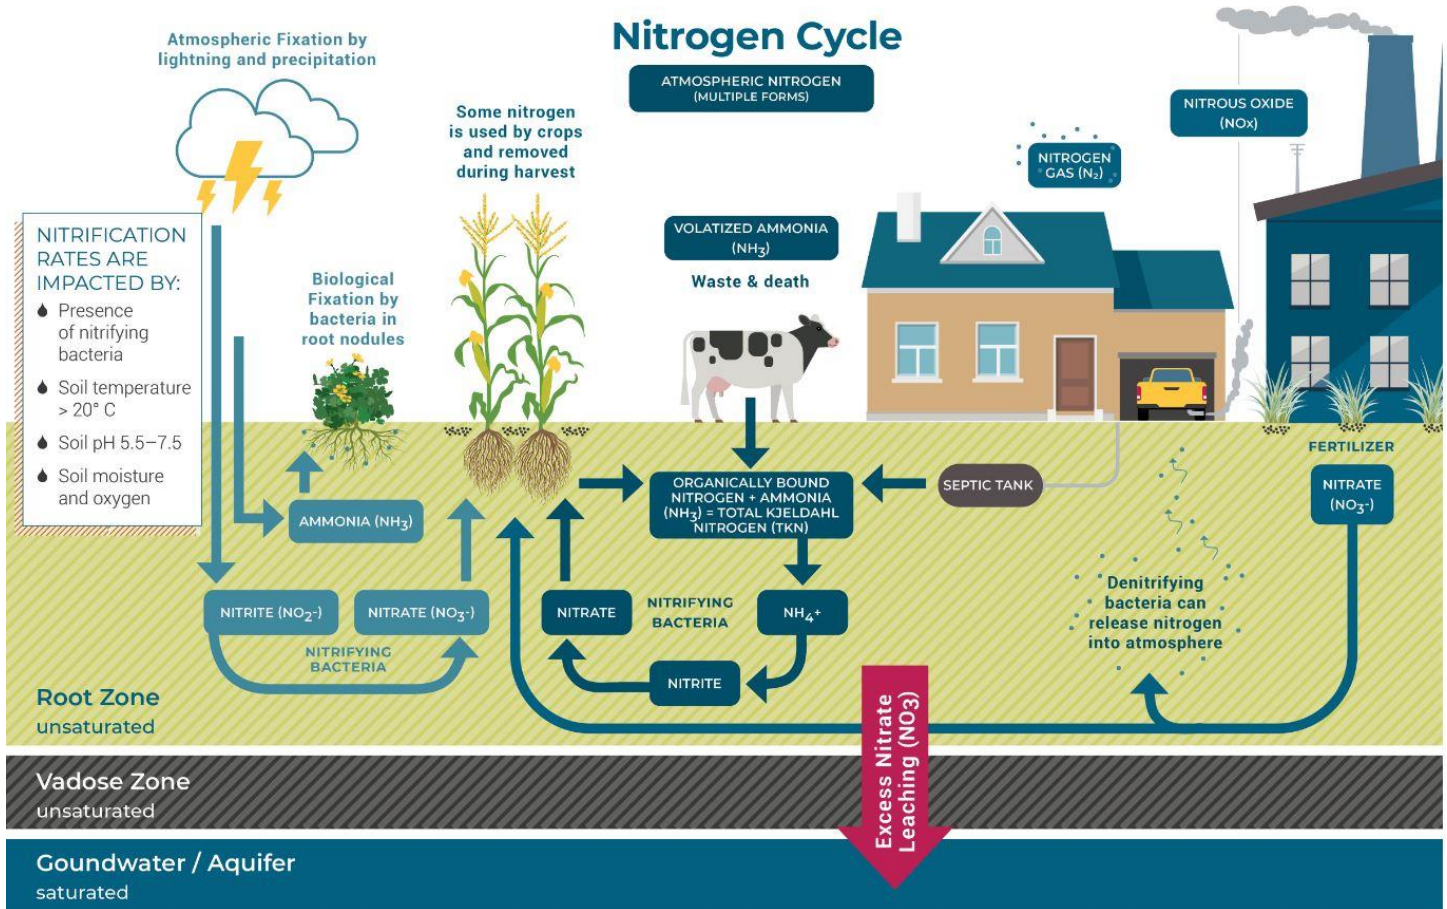 Nitrogen Cycle
ATMOSPHERIC NITROGEN
(MULTIPLE FORMS)
Atmospheric Fixation by
lightning and precipitation
Some nitrogen
is used by crops
and removed
during harvest
NITROUS OXIDE
(NOx)
NITROGEN
GAS (N₂)
VOLATIZED AMMONIA
(NH₃)
Waste & death
NITRIFICATION
RATES ARE
IMPACTED BY:
Presence
of nitrifying
bacteria
Soil temperature
> 20° C
Soil pH 5.5–7.5
Soil moisture
and oxygen
Biological
Fixation by
bacteria in
root nodules
FERTILIZER
NITRATE
(NO₃-)
AMMONIA (NH₃)
ORGANICALLY BOUND
NITROGEN + AMMONIA
(NH₃) = TOTAL KJELDAHL
NITROGEN (TKN)
SEPTIC TANK
NITRITE (NO₂-)
NITRATE (NO₃-)
NITRIFYING
BACTERIA
NITRATE
NITRIFYING
BACTERIA
NH₄+
NITRITE
Denitrifying
bacteria can
release nitrogen
into atmosphere
Excess Nitrate
Leaching (NO3)
Root Zone
unsaturated
Vadose Zone
unsaturated
Goundwater / Aquifer
saturated